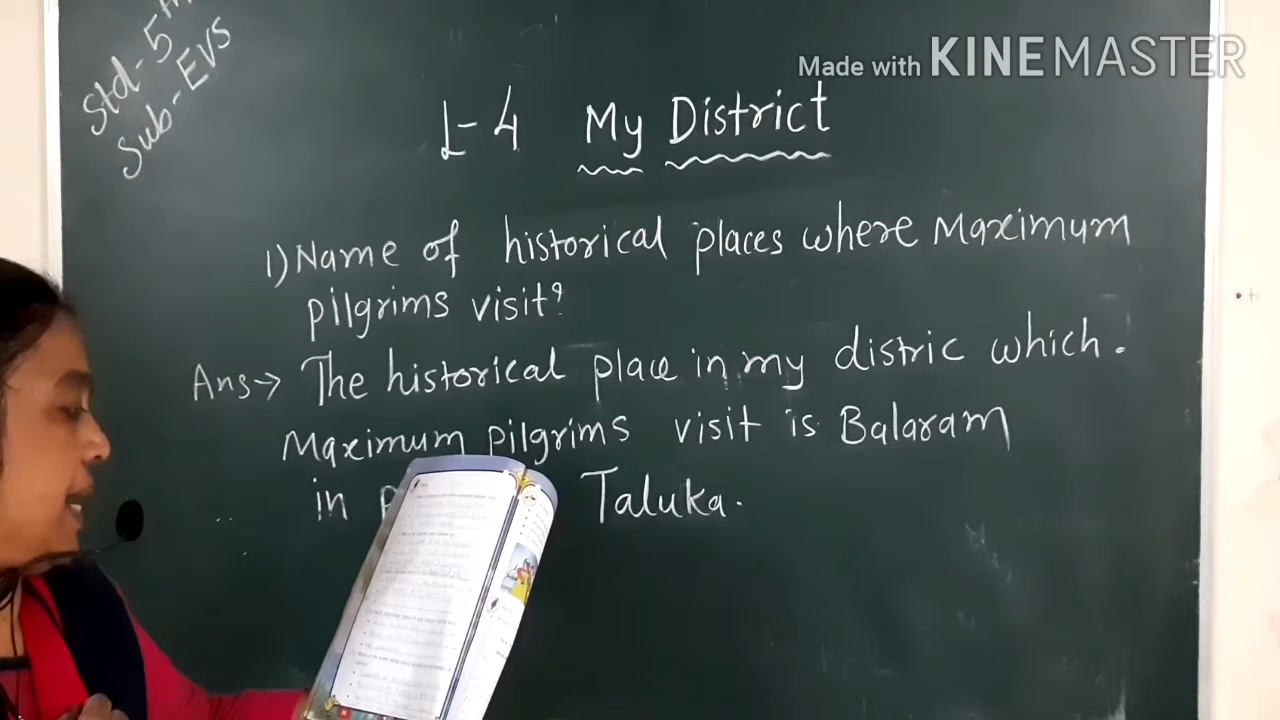 Std-5th
Sub-EVS
Made with KINEMASTER
L-4 My District
1) Name of historical places where Maximum
pilgrims visit?
Ans→ The historical place in my distric which.
Maximum pilgrims visit is Balaram
in Taluka.